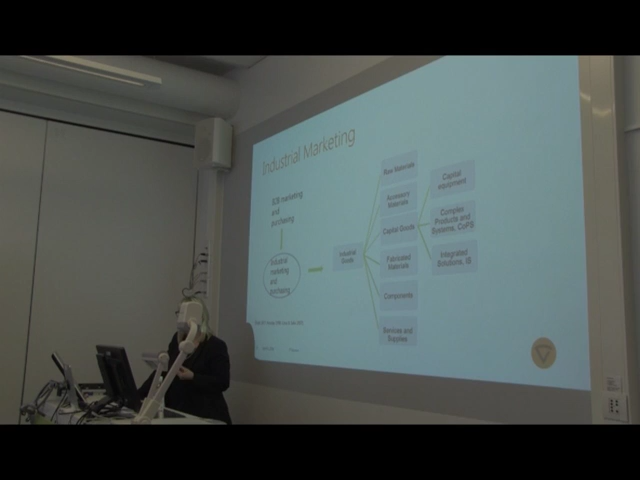 Industrial Marketing
B2B marketing
and
purchasing
Industrial
marketing
and
purchasing
Industrial
Goods
Raw Materials
Accessory
Materials
Capital Goods
Fabricated
Materials
Components
Services and
Supplies
Capital
equipment
Complex
Products and
Systems, CoPS
Integrated
Solutions, IS